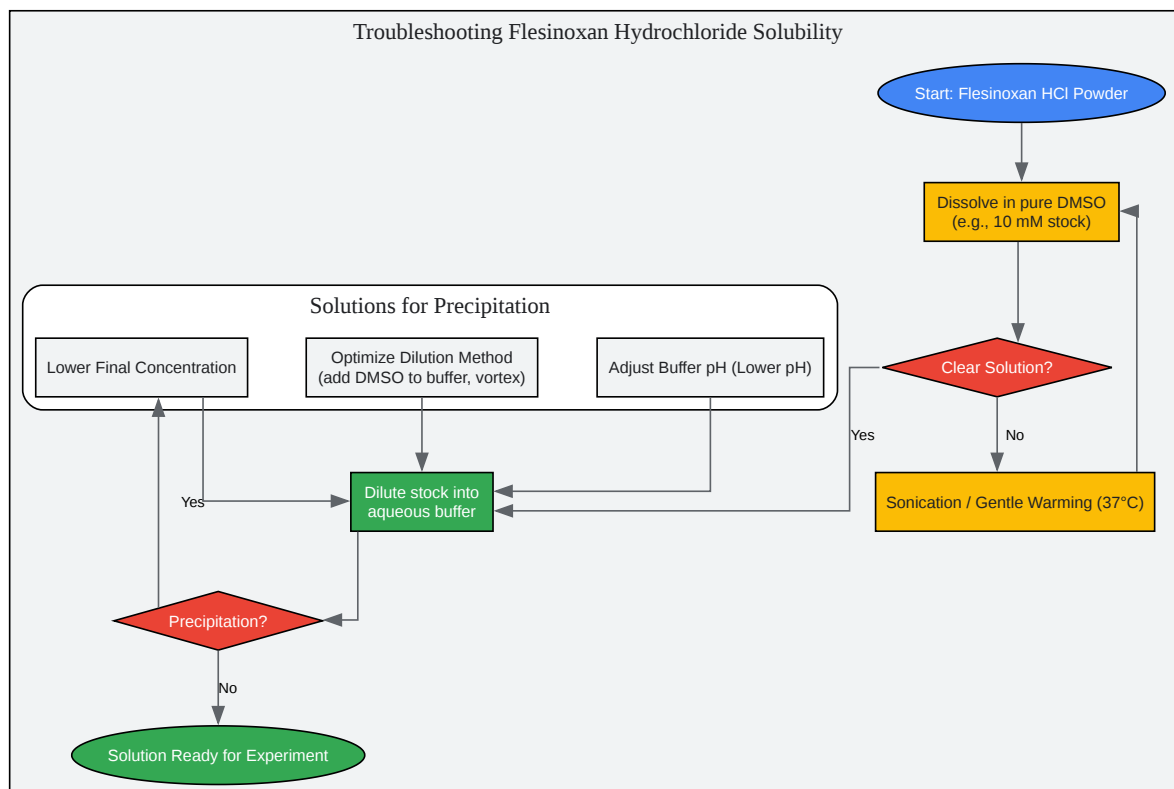 Troubleshooting Flesinoxan Hydrochloride Solubility
Start: Flesinoxan HCl Powder
Dissolve in pure DMSO
(e.g., 10 mM stock)
Solutions for Precipitation
Lower Final Concentration
Optimize Dilution Method
(add DMSO to buffer, vortex)
Adjust Buffer pH (Lower pH)
Clear Solution?
Yes
No
Yes
Dilute stock into
aqueous buffer
Sonication / Gentle Warming (37°C)
Precipitation?
No
Solution Ready for Experiment